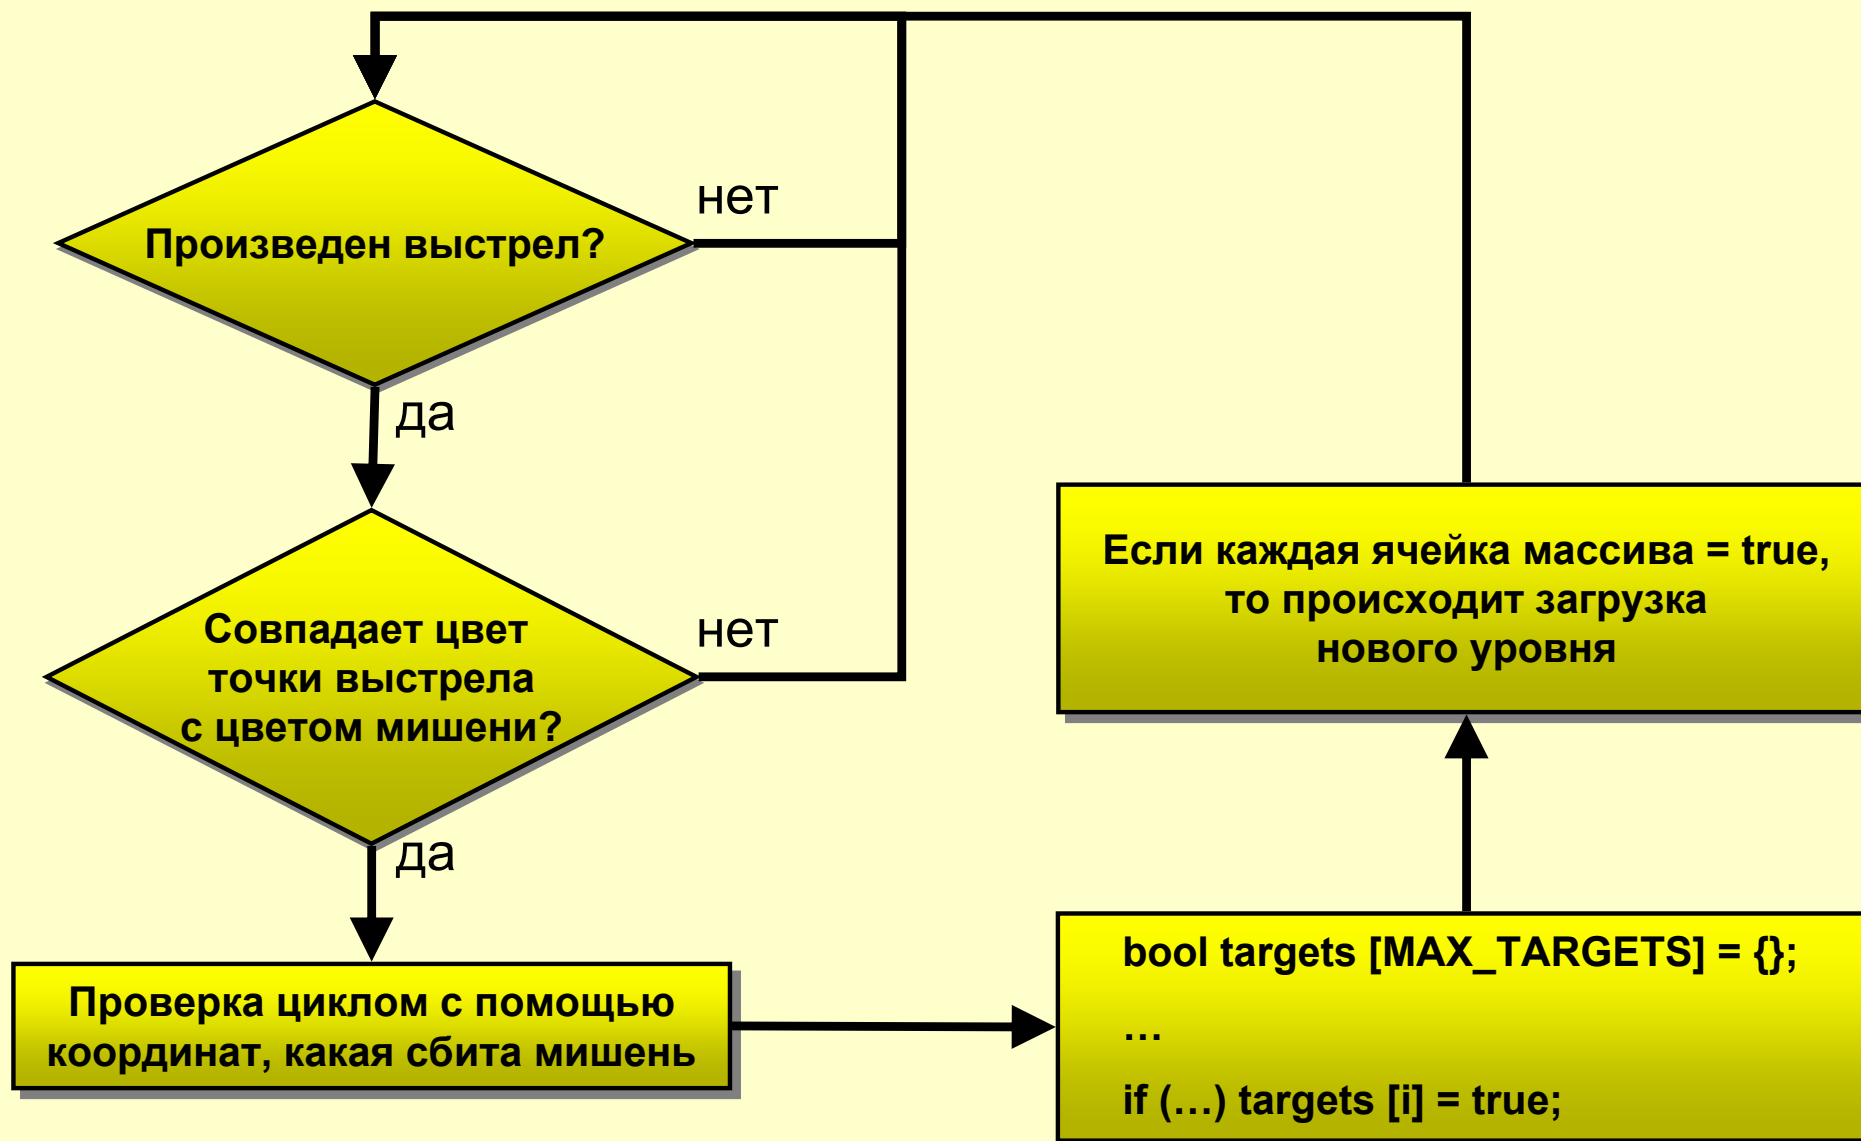 Произведен выстрел?
нет
да
Совпадает цвет
точки выстрела
с цветом мишени?
нет
да
Проверка циклом с помощью
координат, какая сбита мишень
bool targets [MAX_TARGETS] = {};
…
if (…) targets [i] = true;
Если каждая ячейка массива = true,
то происходит загрузка
нового уровня